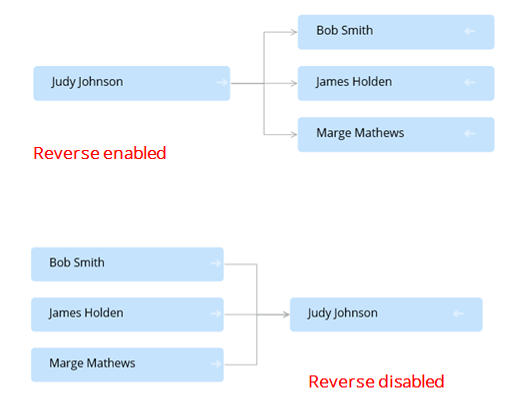 Bob Smith
Judy Johnson
James Holden
Marge Mathews
Reverse enabled
Bob Smith
James Holden
Judy Johnson
Marge Mathews
Reverse disabled